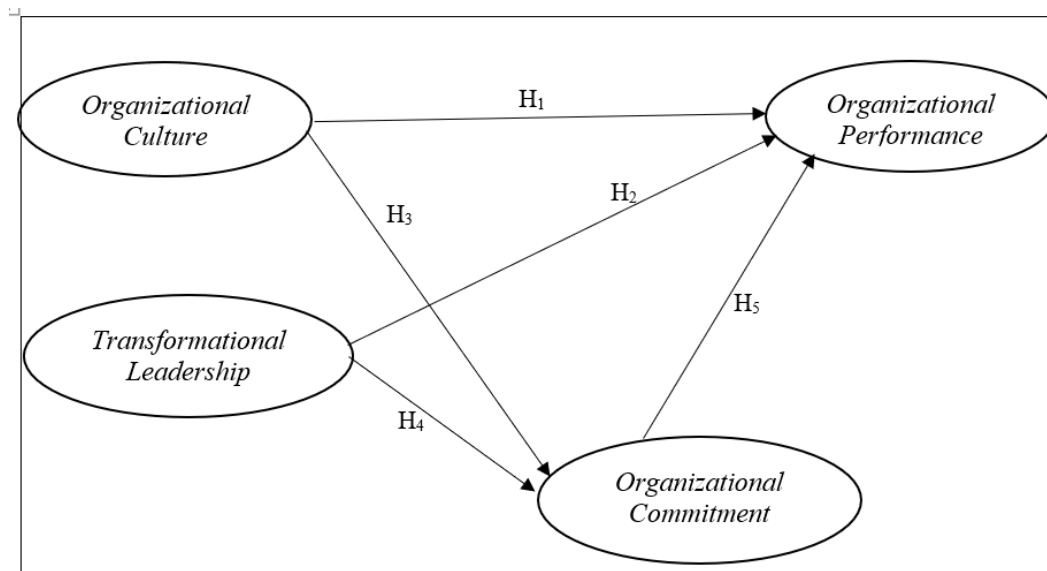 Organizational
Culture
H₁
Organizational
Performance
H₂
H₃
Transformational
Leadership
H₄
H₅
Organizational
Commitment